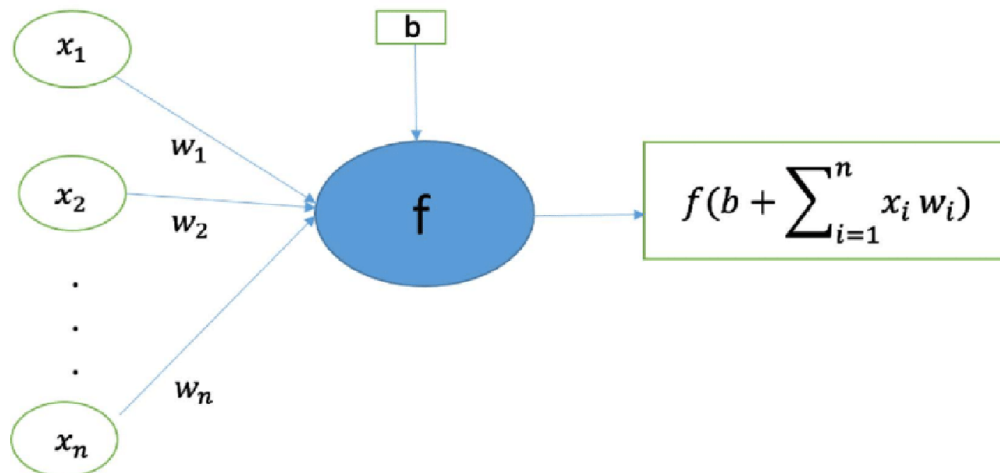 x₁
b
w₁
x₂
w₂
f
f(b + ∑ⁿᵢ₌₁ xᵢ wᵢ)
.
.
.
wₙ
xₙ